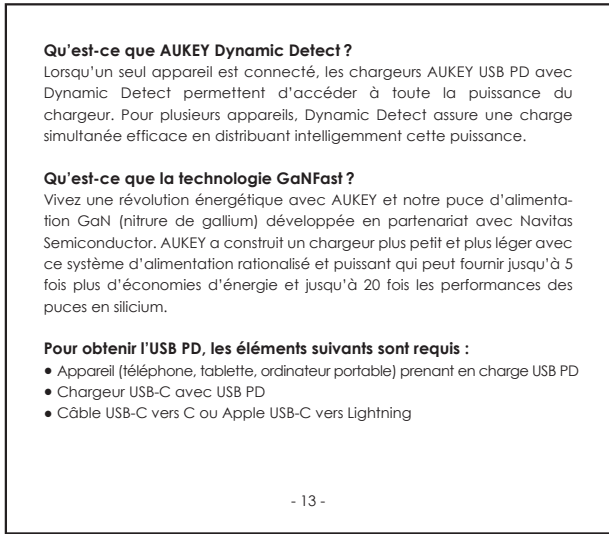 Qu’est-ce que AUKEY Dynamic Detect ?
Lorsqu’un seul appareil est connecté, les chargeurs AUKEY USB PD avec
Dynamic Detect permettent d’accéder à toute la puissance du
chargeur. Pour plusieurs appareils, Dynamic Detect assure une charge
simultanée efficace en distribuant intelligemment cette puissance.
Qu’est-ce que la technologie GaNFast ?
Vivez une révolution énergétique avec AUKEY et notre puce d’alimenta-
tion GaN (nitrure de gallium) développée en partenariat avec Navitas
Semiconductor. AUKEY a construit un chargeur plus petit et plus léger avec
ce système d’alimentation rationalisé et puissant qui peut fournir jusqu’à 5
fois plus d’économies d’énergie et jusqu’à 20 fois les performances des
puces en silicium.
Pour obtenir l’USB PD, les éléments suivants sont requis :
● Appareil (téléphone, tablette, ordinateur portable) prenant en charge USB PD
● Chargeur USB-C avec USB PD
● Câble USB-C vers C ou Apple USB-C vers Lightning
- 13 -